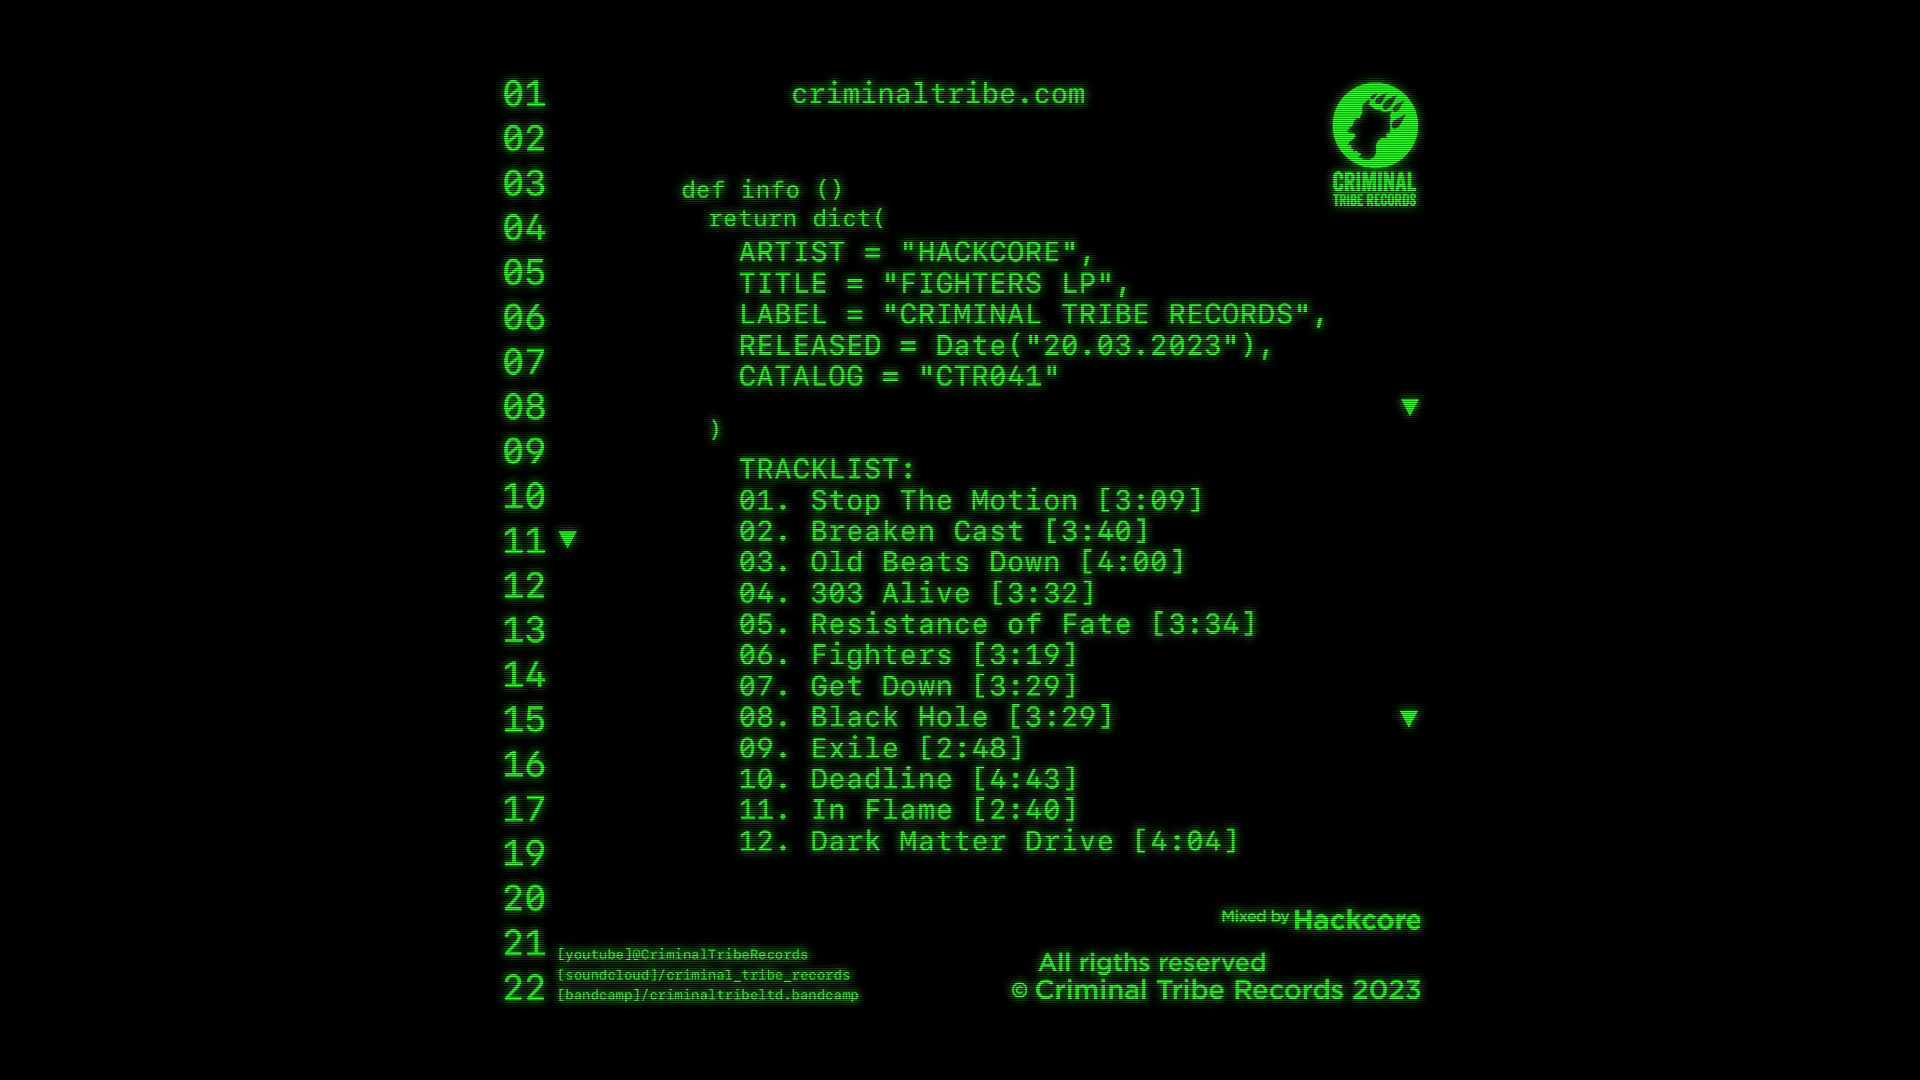 01
criminaltribe.com
02
CRIMINAL
TRIBE RECORDS
03
def info ()
04
return dict(
ARTIST = "HACKCORE",
05
TITLE = "FIGHTERS LP",
06
LABEL = "CRIMINAL TRIBE RECORDS",
07
RELEASED = Date("20.03.2023"),
CATALOG = "CTR041"
08
)
09
TRACKLIST:
10
01. Stop The Motion [3:09]
11
02. Breaken Cast [3:40]
03. Old Beats Down [4:00]
12
04. 303 Alive [3:32]
13
05. Resistance of Fate [3:34]
14
06. Fighters [3:19]
07. Get Down [3:29]
15
08. Black Hole [3:29]
16
09. Exile [2:48]
10. Deadline [4:43]
17
11. In Flame [2:40]
19
12. Dark Matter Drive [4:04]
20
Mixed by Hackcore
21
[youtube]@CriminalTribeRecords
[soundcloud]/criminal_tribe_records
22
[bandcamp]/criminaltribeltd.bandcamp
All rigths reserved
© Criminal Tribe Records 2023